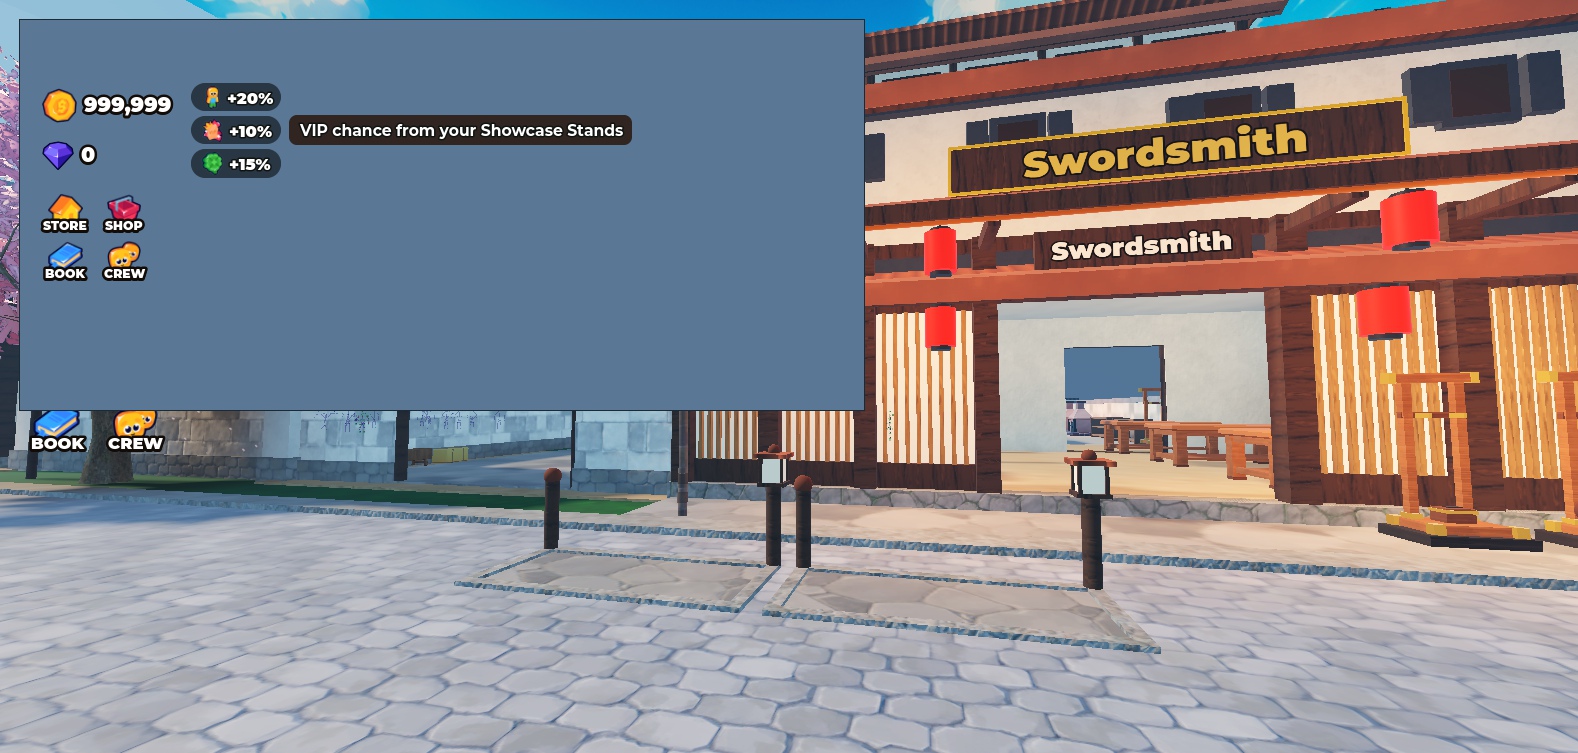 999,999
+20%
+10%
VIP chance from your Showcase Stands
0
+15%
STORE
SHOP
BOOK
CREW
Swordsmith
Swordsmith
BOOK
CREW